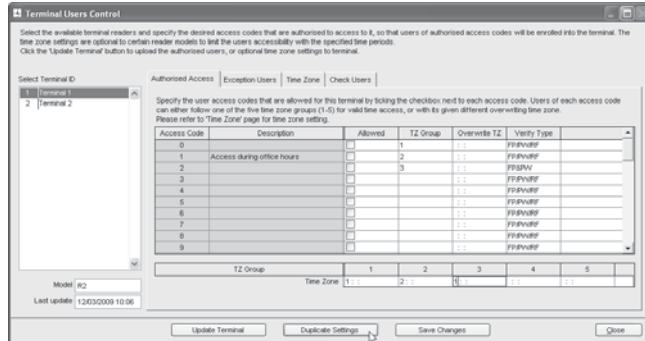 Terminal Users Control
Select the available terminal readers and specify the desired access codes that are authorised to access to it, so that users of authorised access codes will be enrolled into the terminal. The
time zone settings are optional to certain reader models to limit the users accessibility with the specified time periods.
Click the 'Update Terminal' button to upload the authorised users, or optional time zone settings to terminal.
Select Terminal ID
1 Terminal 1
2 Terminal 2
Authorised Access Exception Users Time Zone Check Users
Specify the user access codes that are allowed for this terminal by ticking the checkbox next to each access code. Users of each access code
can either follow one of the five time zone groups (1-5) for valid time access, or with its given different overwriting time zone.
Please refer to 'Time Zone' page for time zone setting.
Access Code Description Allowed TZ Group Overwrite TZ Verify Type
0 1 : : FP/PW/RF
1 Access during office hours 2 : : FP/PW/RF
2 3 : : FP&PW
3 : : FP/PW/RF
4 : : FP/PW/RF
5 : : FP/PW/RF
6 : : FP/PW/RF
7 : : FP/PW/RF
8 : : FP/PW/RF
9 : : FP/PW/RF
TZ Group 1 2 3 4 5
Time Zone 1 : : 2 : : 1 : : : : : :
Model R2
Last update 12/03/2009 10:06
Update Terminal Duplicate Settings Save Changes Close